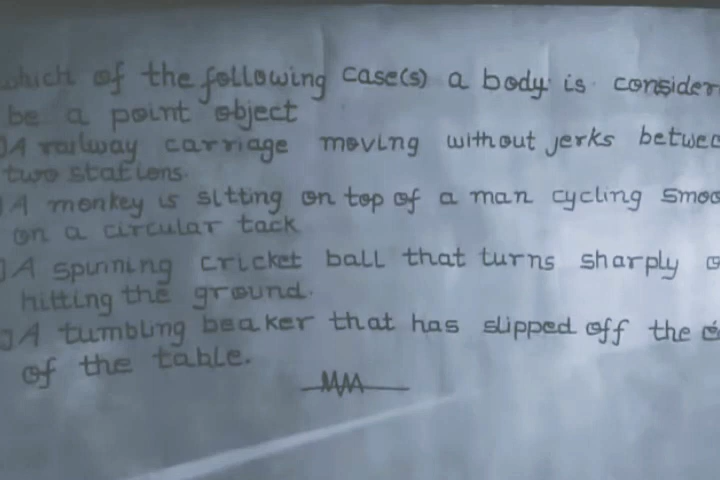 which of the following case(s) a body is consider
be a point object
A railway carriage moving without jerks betwee
two stations.
A monkey is sitting on top of a man cycling smoo
on a circular tack
A spinning cricket ball that turns sharply o
hitting the ground.
A tumbling beaker that has slipped off the e
of the table.